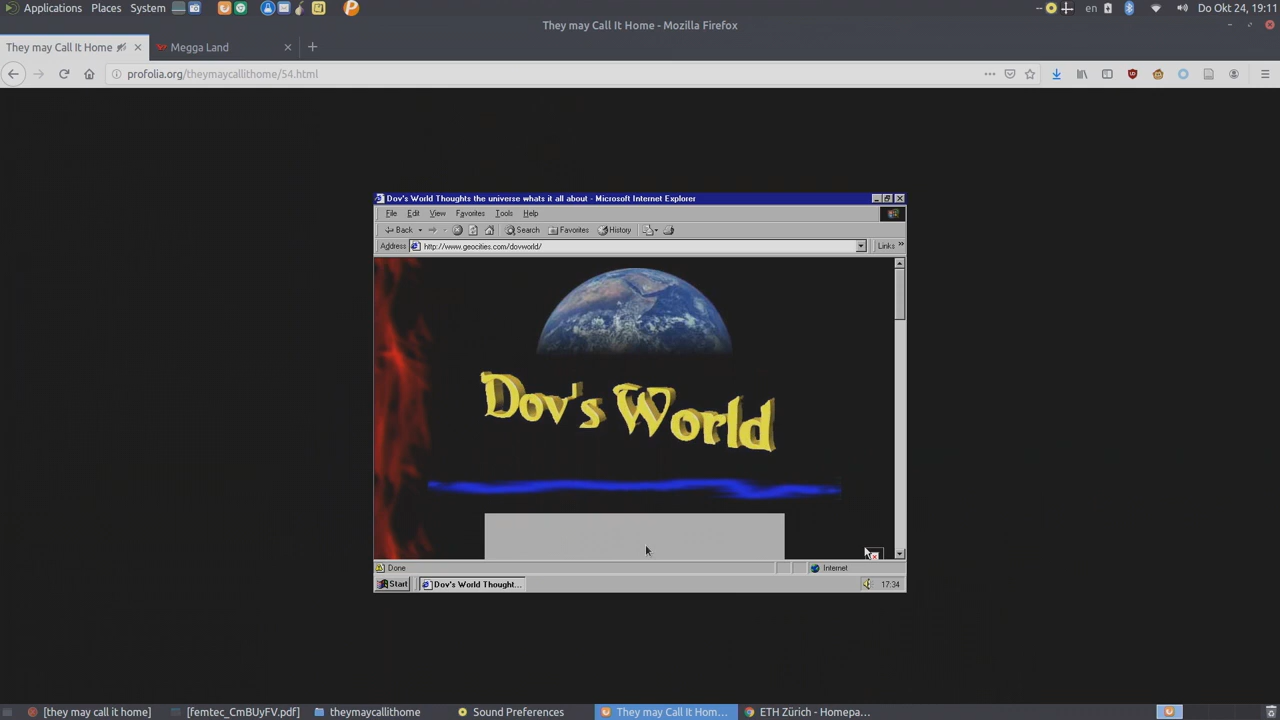 Applications Places System
en
Do Okt 24, 19:11
They may Call It Home - Mozilla Firefox
They may Call It Home
Megga Land
profolia.org/theymaycallithome/54.html
Dov's World Thoughts the universe whats it all about - Microsoft Internet Explorer
File Edit View Favorites Tools Help
Back Search Favorites History
Address http://www.geocities.com/dovworld/ Links
Dov's World
Done Internet
Start Dov's World Thought... 17:34
[they may call it home] [femtec_CmBUyFV.pdf] theymaycallithome Sound Preferences They may Call It Hom... ETH Zürich - Homepa...